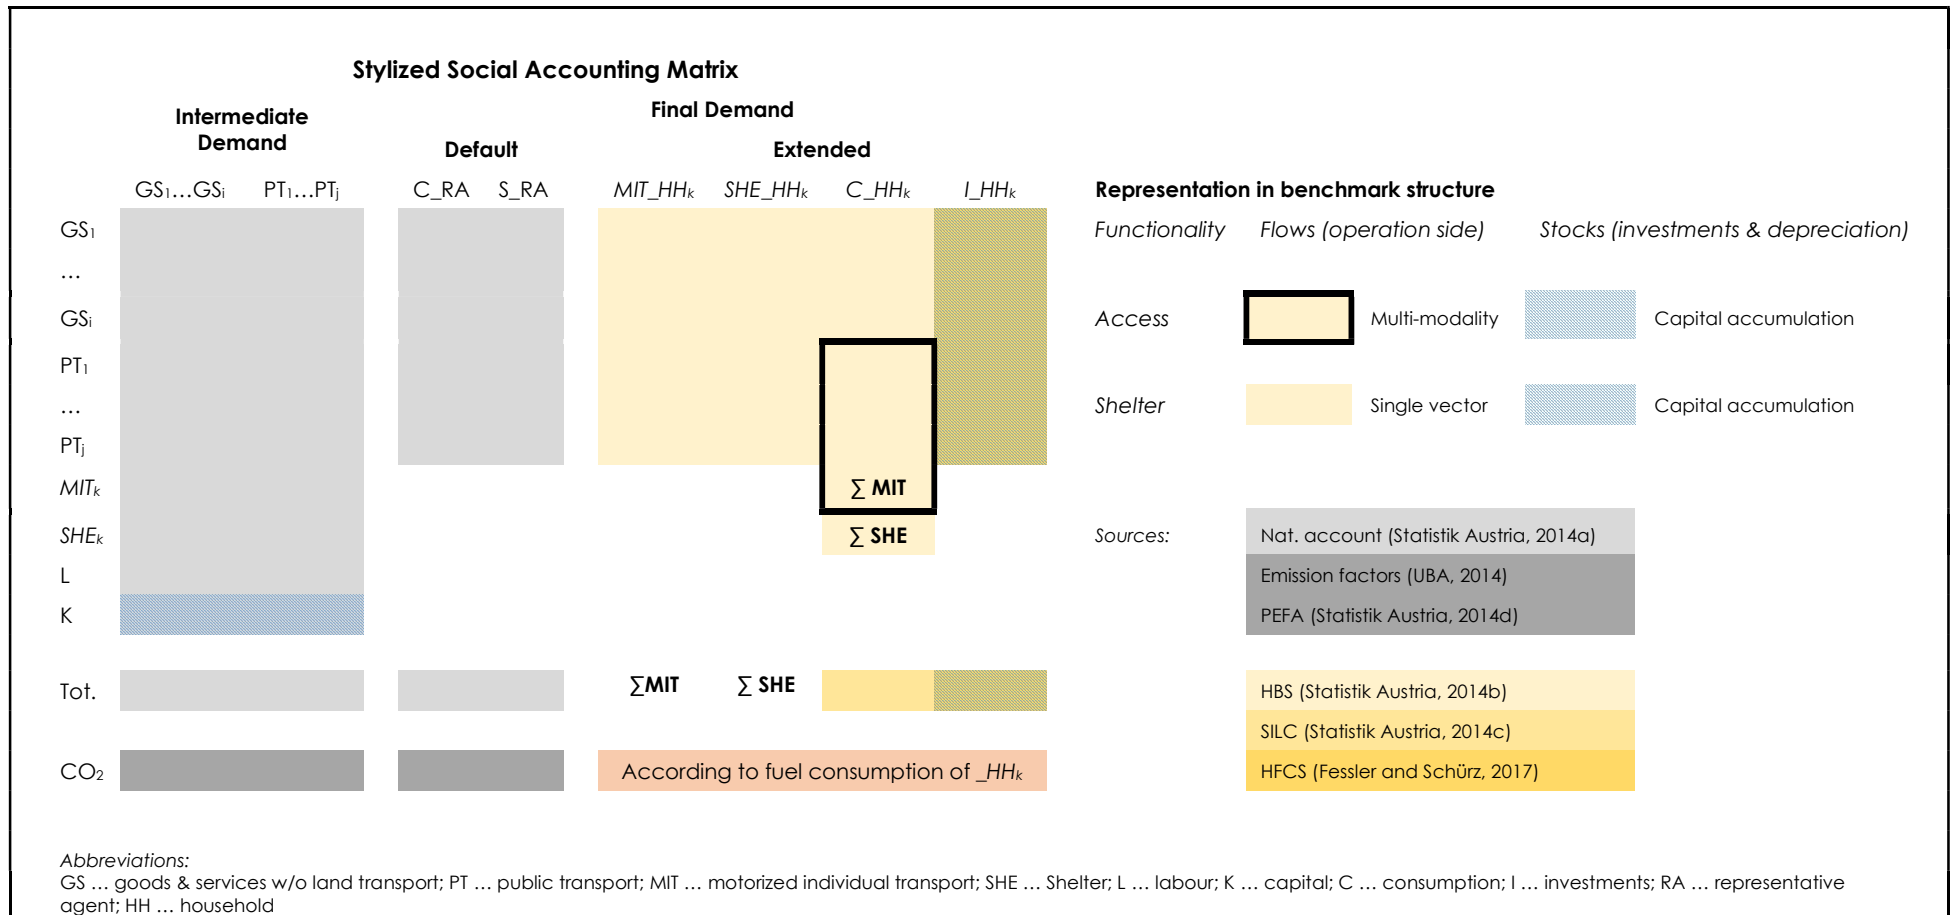 Stylized Social Accounting Matrix
Intermediate
Demand
Final Demand
Default
Extended
GS1...GSi PT1...PTj C_RA S_RA MIT_HHk SHE_HHk C_HHk I_HHk
Representation in benchmark structure
GS1
Functionality Flows (operation side) Stocks (investments & depreciation)
...
GSi
Access Multi-modality Capital accumulation
PT1
...
Shelter Single vector Capital accumulation
PTj
MITk ∑ MIT
SHEk ∑ SHE
Sources: Nat. account (Statistik Austria, 2014a)
L
Emission factors (UBA, 2014)
K
PEFA (Statistik Austria, 2014d)
Tot. ∑MIT ∑ SHE
HBS (Statistik Austria, 2014b)
SILC (Statistik Austria, 2014c)
CO2 According to fuel consumption of _HHk
HFCS (Fessler and Schürz, 2017)
Abbreviations:
GS ... goods & services w/o land transport; PT ... public transport; MIT ... motorized individual transport; SHE ... Shelter; L ... labour; K ... capital; C ... consumption; I ... investments; RA ... representative
agent; HH ... household